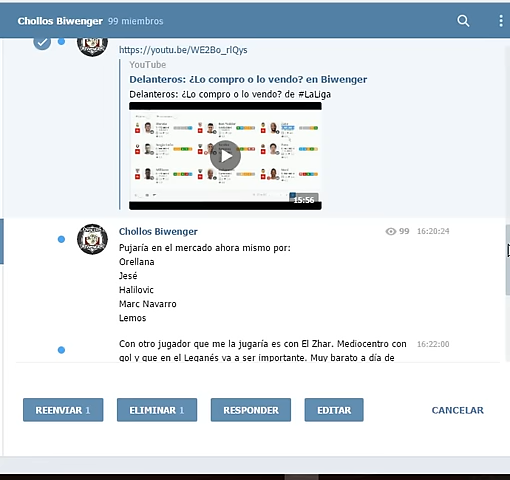 Chollos Biwenger 99 miembros
https://youtu.be/WE2Bo_rlQys
YouTube
Delanteros: ¿Lo compro o lo vendo? en Biwenger
Delanteros: ¿Lo compro o lo vendo? de #LaLiga
15:56
Chollos Biwenger 99 16:20:24
Pujaría en el mercado ahora mismo por:
Orellana
Jesé
Halilovic
Marc Navarro
Lemos
Con otro jugador que me la jugaría es con El Zhar. Mediocentro con 16:22:00
gol y que en el Leganés va a ser importante. Muy barato a día de
REENVIAR 1 ELIMINAR 1 RESPONDER EDITAR CANCELAR